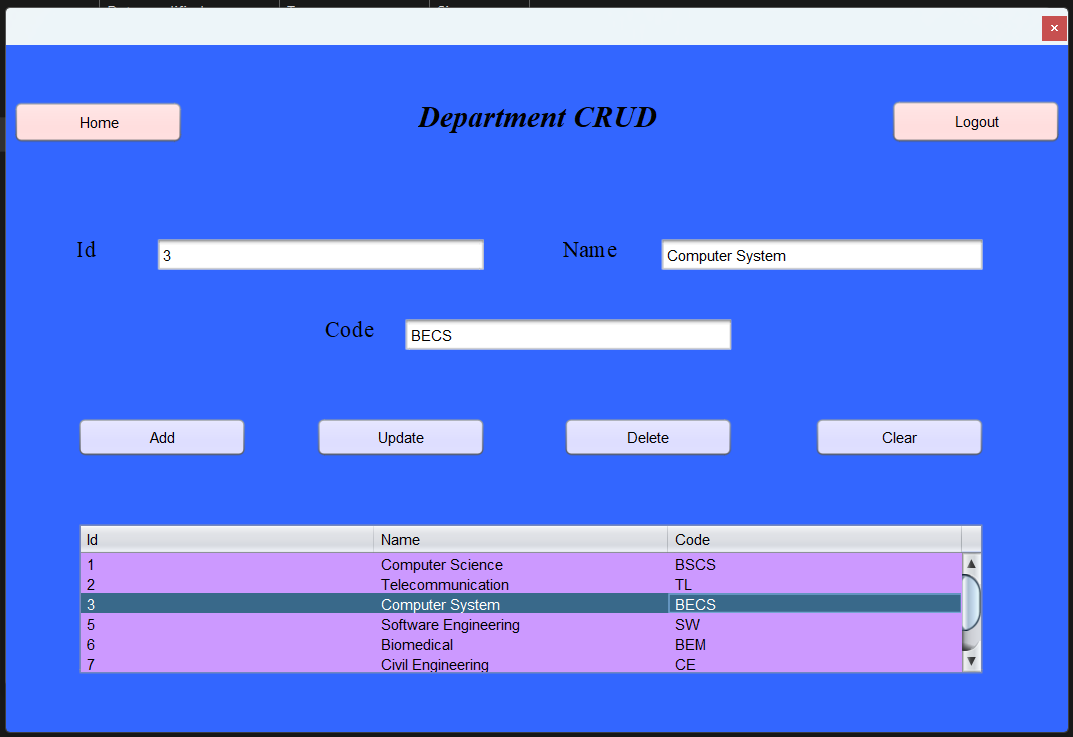 Home
Department CRUD
Logout
Id
3
Name
Computer System
Code
BECS
Add
Update
Delete
Clear
Id Name Code
1 Computer Science BSCS
2 Telecommunication TL
3 Computer System BECS
5 Software Engineering SW
6 Biomedical BEM
7 Civil Engineering CE